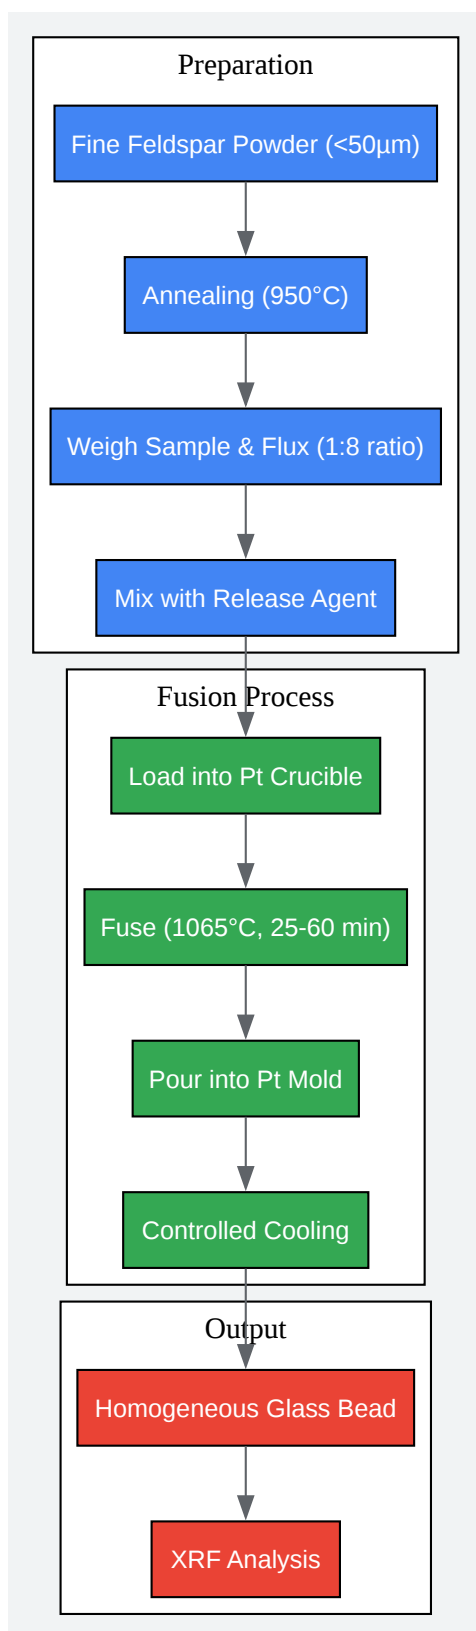 Preparation
Fine Feldspar Powder (<50µm)
Annealing (950°C)
Weigh Sample & Flux (1:8 ratio)
Mix with Release Agent
Fusion Process
Load into Pt Crucible
Fuse (1065°C, 25-60 min)
Pour into Pt Mold
Controlled Cooling
Output
Homogeneous Glass Bead
XRF Analysis